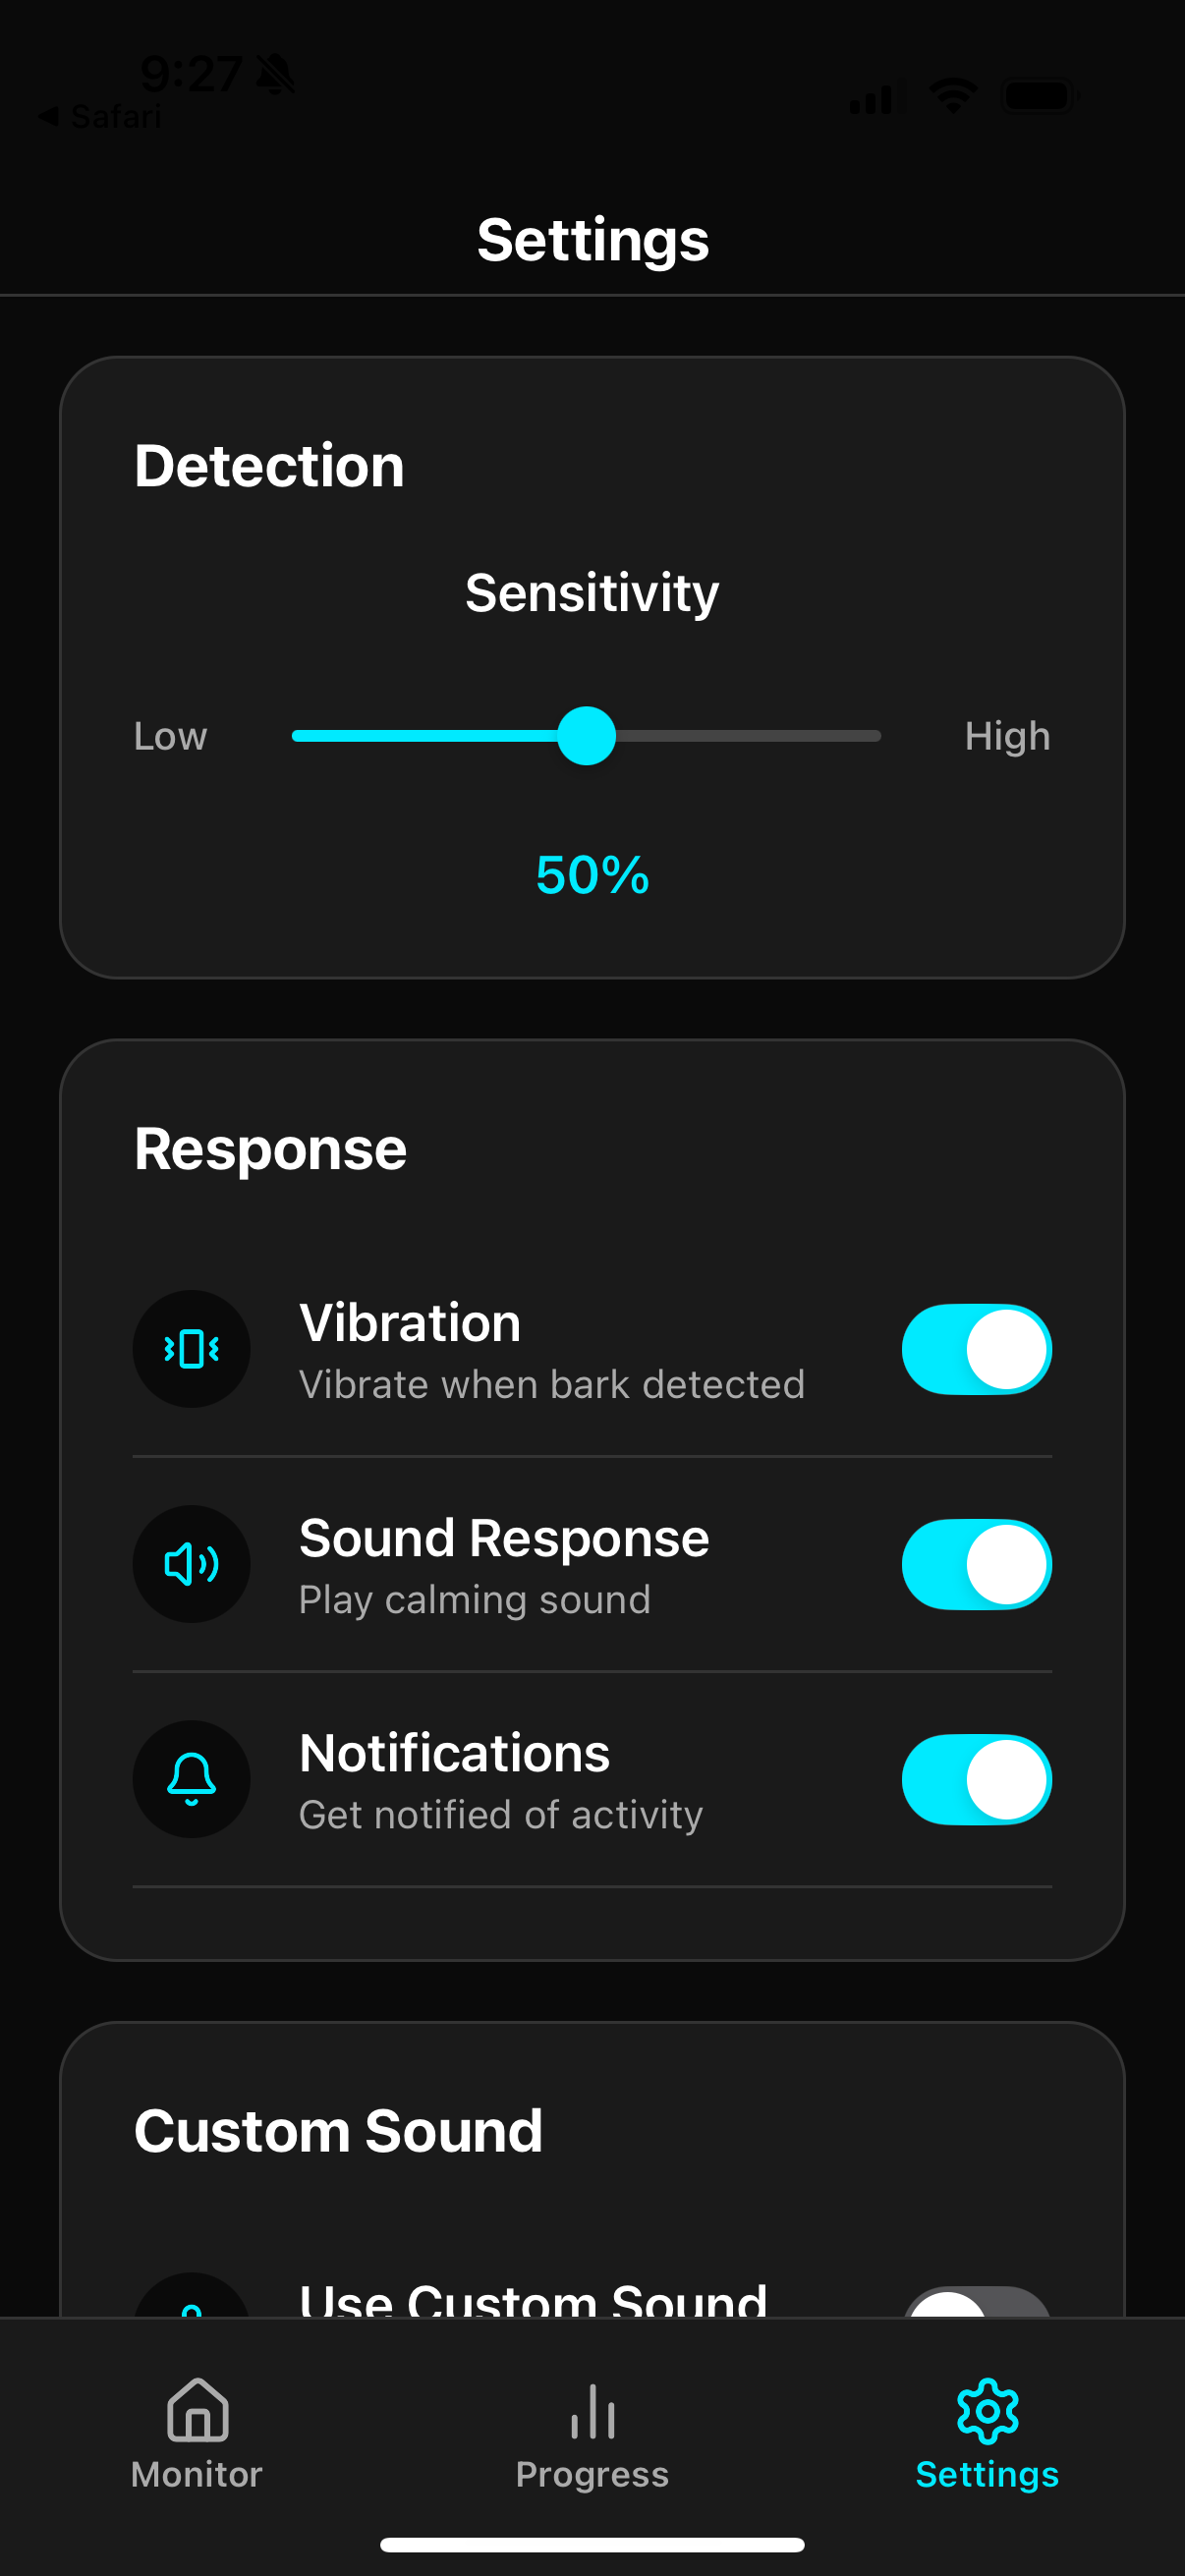 9:27
Safari
Settings
Detection
Sensitivity
Low High
50%
Response
Vibration
Vibrate when bark detected
Sound Response
Play calming sound
Notifications
Get notified of activity
Custom Sound
Use Custom Sound
Monitor Progress Settings